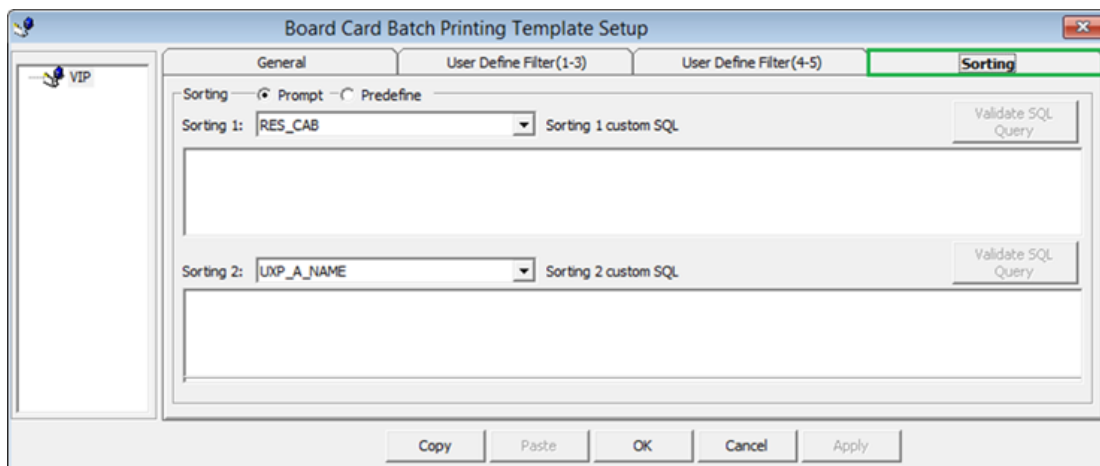 Board Card Batch Printing Template Setup
VIP
General User Define Filter(1-3) User Define Filter(4-5) Sorting
Sorting Prompt Predefine
Sorting 1: RES_CAB Sorting 1 custom SQL Validate SQL
Query
Sorting 2: UXP_A_NAME Sorting 2 custom SQL Validate SQL
Query
Copy Paste OK Cancel Apply